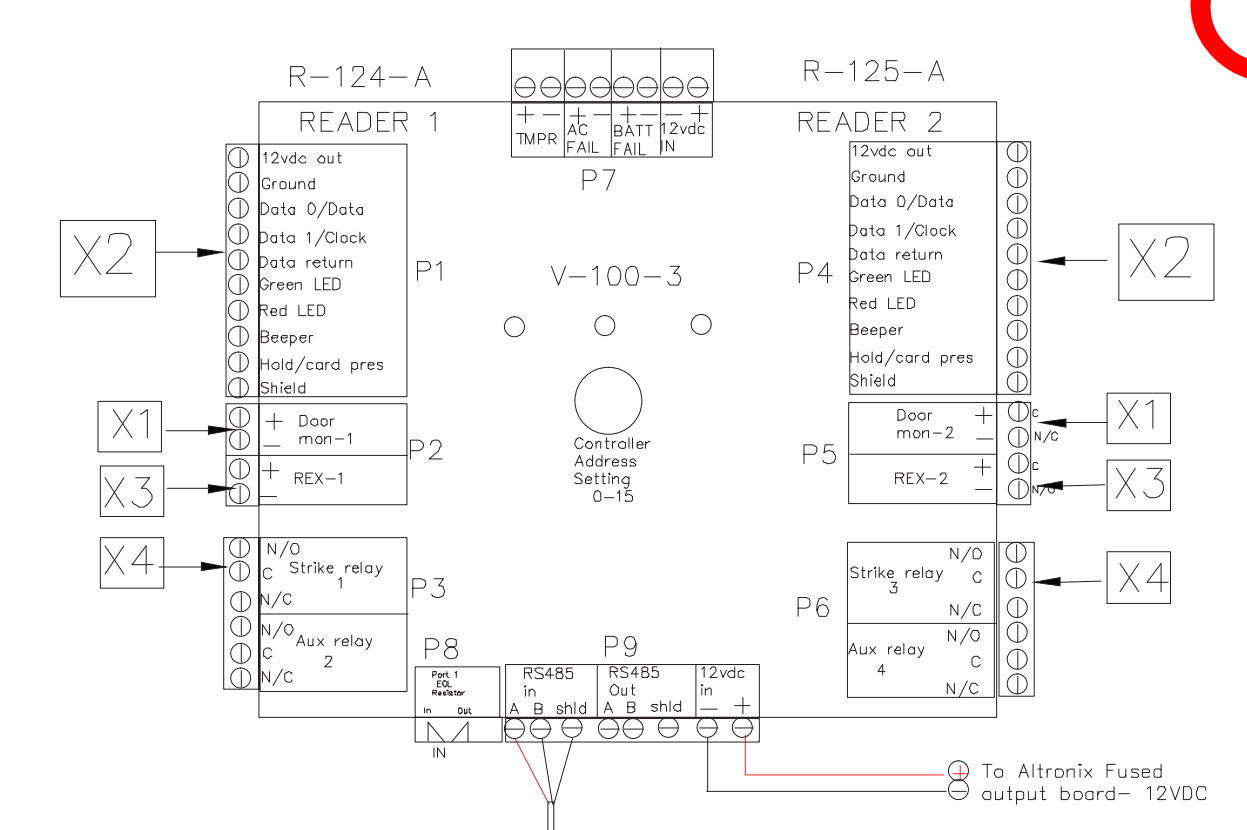 R-124-A
R-125-A
READER 1
READER 2
+ - + - + - - +
TMPR
AC
FAIL
BATT
FAIL
12vdc
IN
P7
12vdc out
Ground
Data 0/Data
Data 1/Clock
Data return
Green LED
Red LED
Beeper
Hold/card pres
Shield
P1
X2
V-100-3
Controller
Address
Setting
0-15
12vdc out
Ground
Data 0/Data
Data 1/Clock
Data return
Green LED
Red LED
Beeper
Hold/card pres
Shield
P4
X2
X1
+ Door
- mon-1
P2
X3
+ REX-1
-
Door +
mon-2 -
C
N/C
P5
X1
REX-2 +
-
C
N/O
X3
X4
N/O
C Strike relay
1
N/C
P3
N/O
Aux relay
C 2
N/C
N/O
Strike relay C
3
N/C
P6
X4
N/O
Aux relay
4 C
N/C
P8
Port 1
EOL
Resistor
In Out
IN
P9
RS485
in
A B shld
RS485
Out
A B shld
12vdc
in
- +
+ To Altronix Fused
- output board- 12VDC